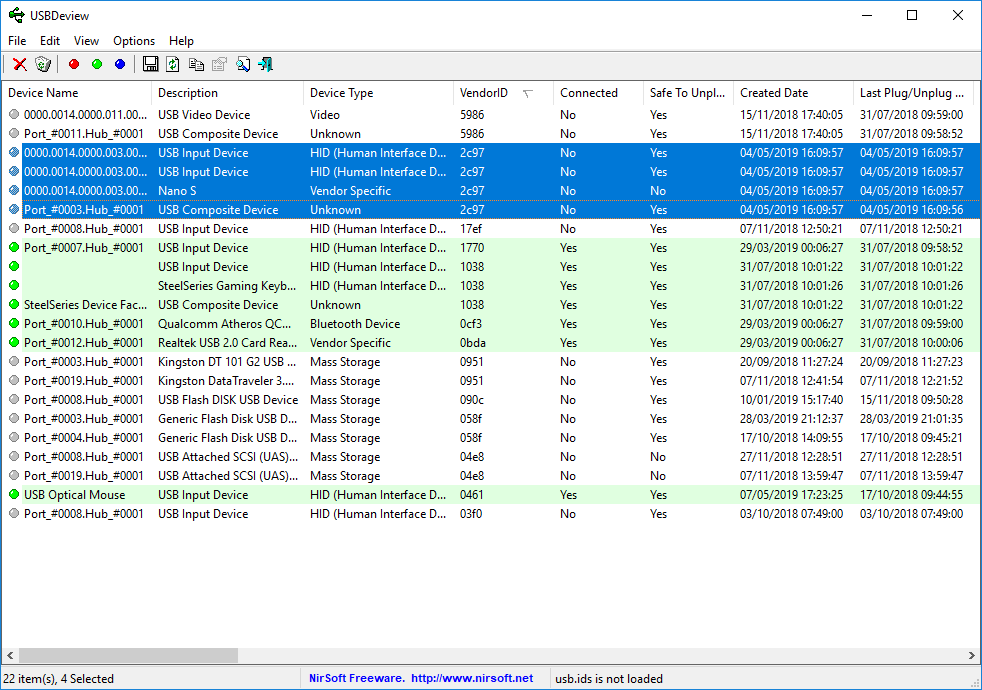 USBDeview
File Edit View Options Help
Device Name Description Device Type VendorID Connected Safe To Unpl... Created Date Last Plug/Unplug ...
0000.0014.0000.011.00... USB Video Device Video 5986 No Yes 15/11/2018 17:40:05 31/07/2018 09:59:00
Port_#0011.Hub_#0001 USB Composite Device Unknown 5986 No Yes 15/11/2018 17:40:05 31/07/2018 09:58:52
0000.0014.0000.003.00... USB Input Device HID (Human Interface D... 2c97 No Yes 04/05/2019 16:09:57 04/05/2019 16:09:57
0000.0014.0000.003.00... USB Input Device HID (Human Interface D... 2c97 No Yes 04/05/2019 16:09:57 04/05/2019 16:09:57
0000.0014.0000.003.00... Nano S Vendor Specific 2c97 No No 04/05/2019 16:09:57 04/05/2019 16:09:57
Port_#0003.Hub_#0001 USB Composite Device Unknown 2c97 No Yes 04/05/2019 16:09:57 04/05/2019 16:09:56
Port_#0008.Hub_#0001 USB Input Device HID (Human Interface D... 17ef No Yes 07/11/2018 12:50:21 07/11/2018 12:50:21
Port_#0007.Hub_#0001 USB Input Device HID (Human Interface D... 1770 Yes Yes 29/03/2019 00:06:27 31/07/2018 09:58:52
USB Input Device HID (Human Interface D... 1038 Yes Yes 31/07/2018 10:01:22 31/07/2018 10:01:22
SteelSeries Gaming Keyb... HID (Human Interface D... 1038 Yes Yes 31/07/2018 10:01:26 31/07/2018 10:01:26
SteelSeries Device Fac... USB Composite Device Unknown 1038 Yes Yes 31/07/2018 10:01:22 31/07/2018 10:01:22
Port_#0010.Hub_#0001 Qualcomm Atheros QC... Bluetooth Device 0cf3 Yes Yes 29/03/2019 00:06:27 31/07/2018 09:59:00
Port_#0012.Hub_#0001 Realtek USB 2.0 Card Rea... Vendor Specific 0bda Yes Yes 29/03/2019 00:06:27 31/07/2018 10:00:06
Port_#0003.Hub_#0001 Kingston DT 101 G2 USB ... Mass Storage 0951 No Yes 20/09/2018 11:27:24 20/09/2018 11:27:23
Port_#0019.Hub_#0001 Kingston DataTraveler 3.... Mass Storage 0951 No Yes 07/11/2018 12:41:54 07/11/2018 12:21:52
Port_#0008.Hub_#0001 USB Flash DISK USB Device Mass Storage 090c No Yes 10/01/2019 15:17:40 15/11/2018 09:50:28
Port_#0003.Hub_#0001 Generic Flash Disk USB D... Mass Storage 058f No Yes 28/03/2019 21:12:37 28/03/2019 21:01:35
Port_#0004.Hub_#0001 Generic Flash Disk USB D... Mass Storage 058f No Yes 17/10/2018 14:09:55 17/10/2018 09:45:21
Port_#0008.Hub_#0001 USB Attached SCSI (UAS)... Mass Storage 04e8 No No 27/11/2018 12:28:51 27/11/2018 12:28:51
Port_#0019.Hub_#0001 USB Attached SCSI (UAS)... Mass Storage 04e8 No No 07/11/2018 13:59:47 07/11/2018 13:59:47
USB Optical Mouse USB Input Device HID (Human Interface D... 0461 Yes Yes 07/05/2019 17:23:25 17/10/2018 09:44:55
Port_#0008.Hub_#0001 USB Input Device HID (Human Interface D... 03f0 No Yes 03/10/2018 07:49:00 03/10/2018 07:49:00
22 item(s), 4 Selected NirSoft Freeware. http://www.nirsoft.net usb.ids is not loaded